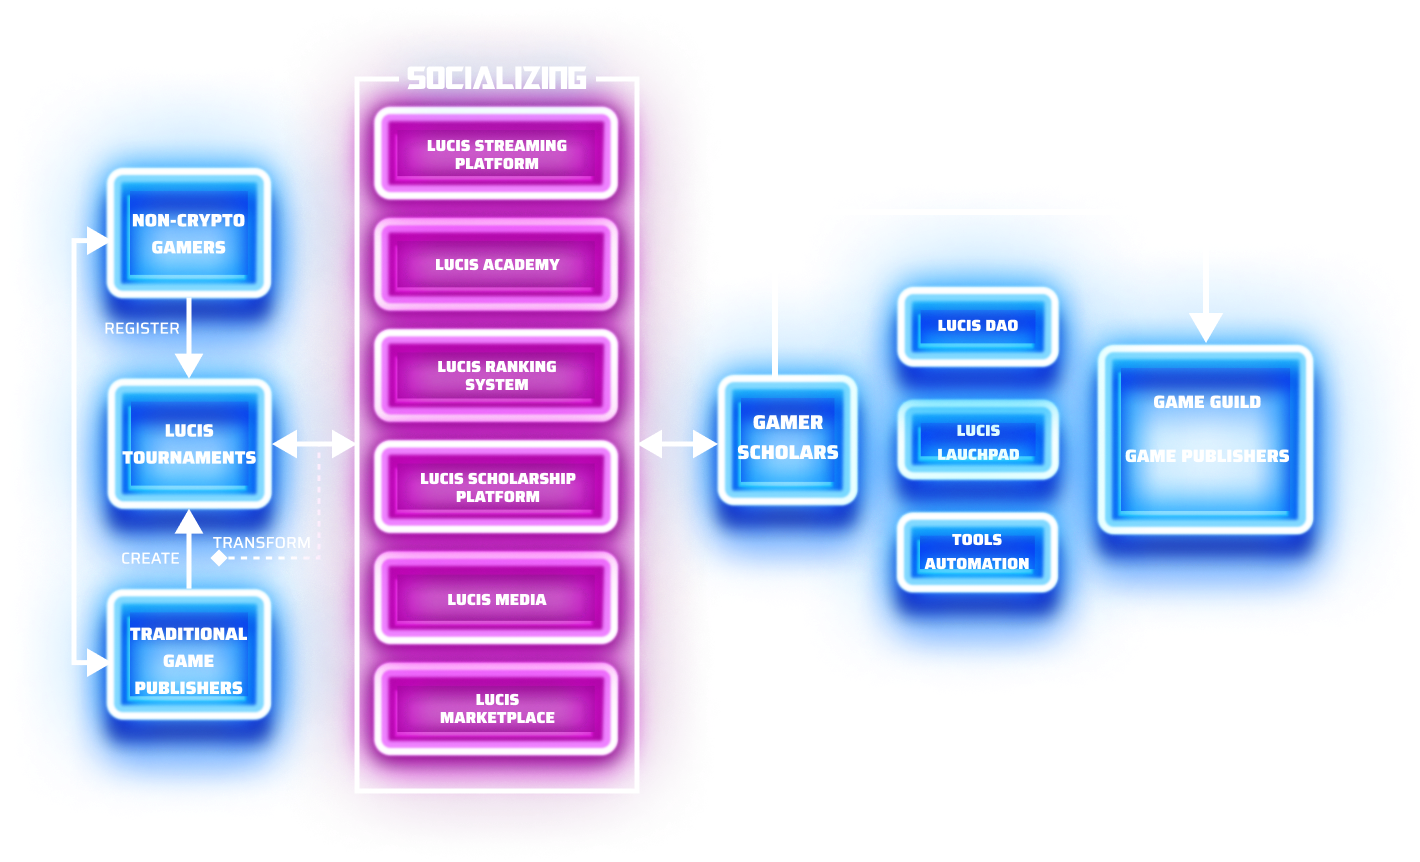 SOCIALIZING
NON-CRYPTO
GAMERS
REGISTER
LUCIS
TOURNAMENTS
TRANSFORM
CREATE
TRADITIONAL
GAME
PUBLISHERS
LUCIS STREAMING
PLATFORM
LUCIS ACADEMY
LUCIS RANKING
SYSTEM
LUCIS SCHOLARSHIP
PLATFORM
LUCIS MEDIA
LUCIS
MARKETPLACE
GAMER
SCHOLARS
LUCIS DAO
LUCIS
LAUCHPAD
TOOLS
AUTOMATION
GAME GUILD
GAME PUBLISHERS